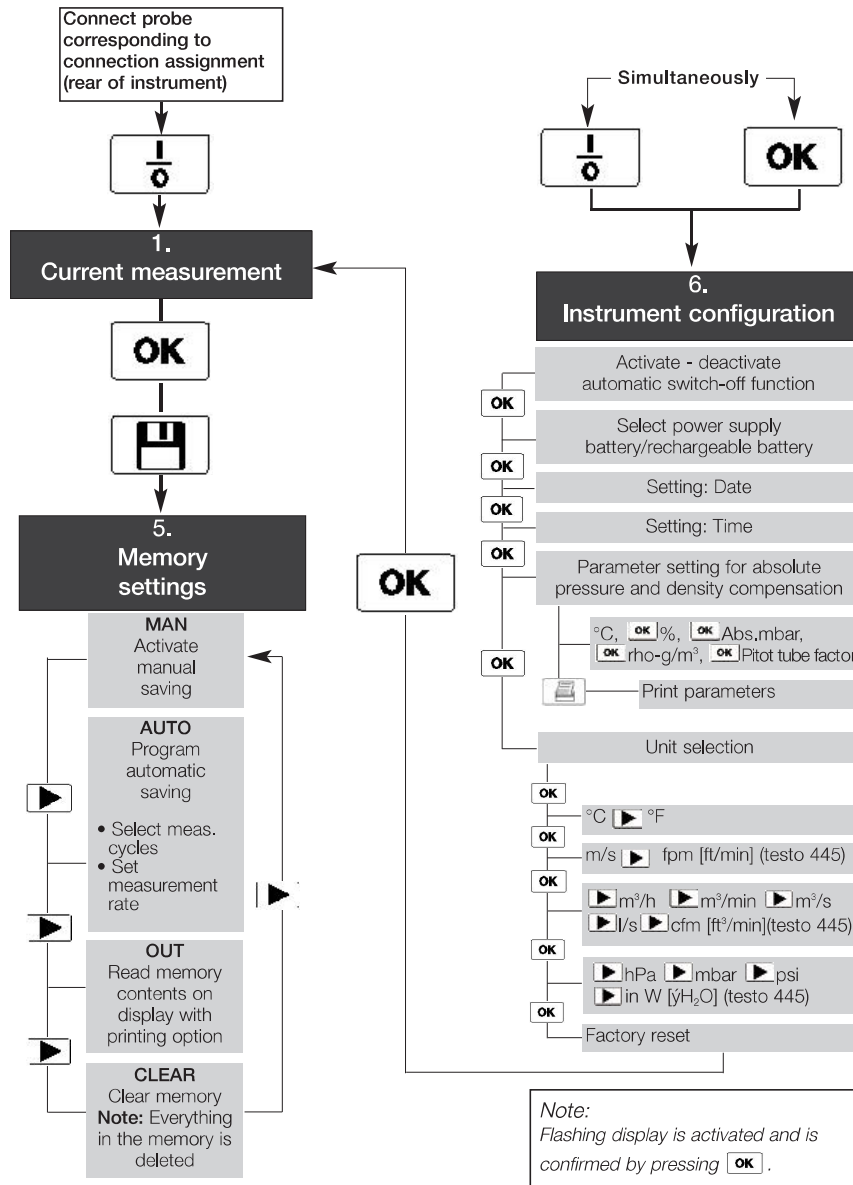 Connect probe
corresponding to
connection assignment
(rear of instrument)
I
O
1.
Current measurement
OK
5.
Memory
settings
MAN
Activate
manual
saving
AUTO
Program
automatic
saving
• Select meas.
cycles
• Set
measurement
rate
OUT
Read memory
contents on
display with
printing option
CLEAR
Clear memory
Note: Everything
in the memory is
deleted
OK
Simultaneously
I
O
OK
6.
Instrument configuration
Activate - deactivate
automatic switch-off function
OK
Select power supply
battery/rechargeable battery
OK
Setting: Date
OK
Setting: Time
OK
Parameter setting for absolute
pressure and density compensation
°C, OK %, OK Abs.mbar,
OK rho-g/m³, OK Pitot tube factor
Print parameters
OK
Unit selection
OK
°C ▶ °F
OK
m/s ▶ fpm [ft/min] (testo 445)
OK
▶ m³/h ▶ m³/min ▶ m³/s
▶ l/s ▶ cfm [ft³/min](testo 445)
OK
▶ hPa ▶ mbar ▶ psi
▶ in W [ýH₂O] (testo 445)
OK
Factory reset
Note:
Flashing display is activated and is
confirmed by pressing OK .